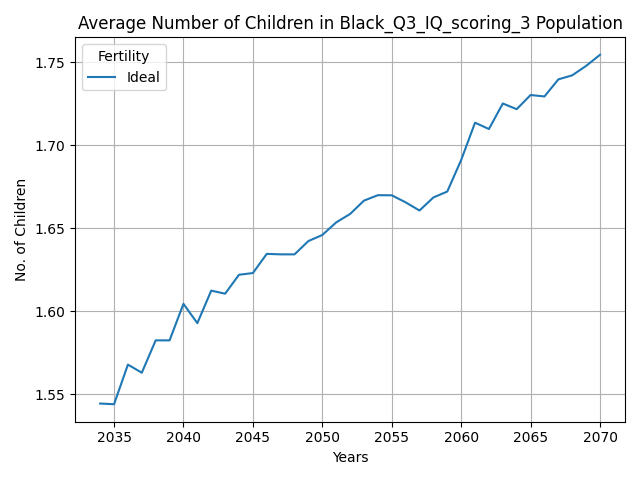 Average Number of Children in Black_Q3_IQ_scoring_3 Population
Fertility
Ideal
No. of Children
1.75
1.70
1.65
1.60
1.55
2035 2040 2045 2050 2055 2060 2065 2070
Years